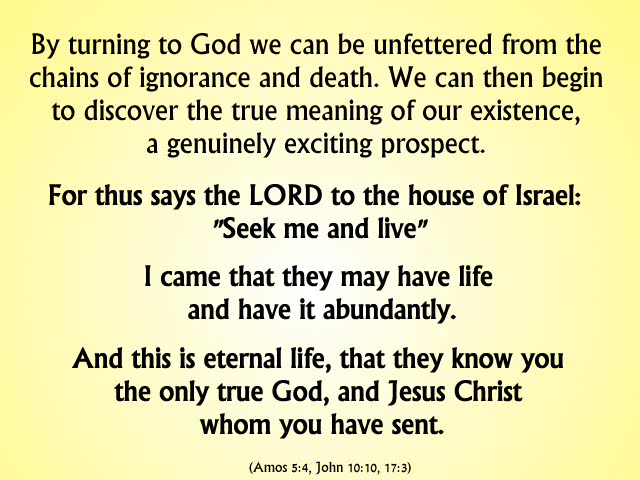 By turning to God we can be unfettered from the
chains of ignorance and death. We can then begin
to discover the true meaning of our existence,
a genuinely exciting prospect.
For thus says the LORD to the house of Israel:
"Seek me and live"
I came that they may have life
and have it abundantly.
And this is eternal life, that they know you
the only true God, and Jesus Christ
whom you have sent.
(Amos 5:4, John 10:10, 17:3)